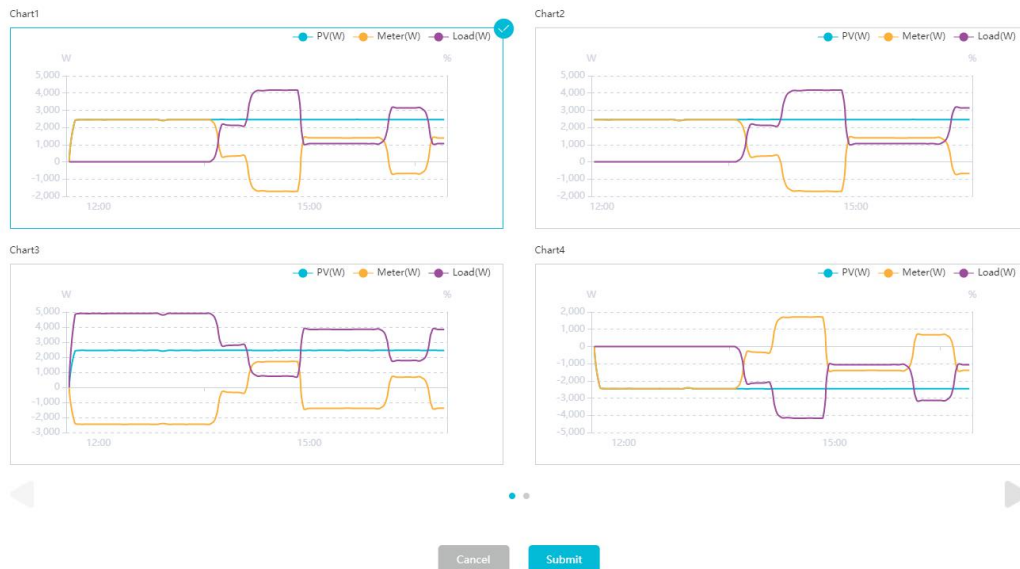 Chart1
PV(W) Meter(W) Load(W)
W %
5,000
4,000
3,000
2,000
1,000
0
-1,000
-2,000
12:00 15:00
Chart2
PV(W) Meter(W) Load(W)
W %
5,000
4,000
3,000
2,000
1,000
0
-1,000
-2,000
12:00 15:00
Chart3
PV(W) Meter(W) Load(W)
W %
5,000
4,000
3,000
2,000
1,000
0
-1,000
-2,000
-3,000
12:00 15:00
Chart4
PV(W) Meter(W) Load(W)
W %
2,000
1,000
0
-1,000
-2,000
-3,000
-4,000
-5,000
12:00 15:00
Cancel Submit